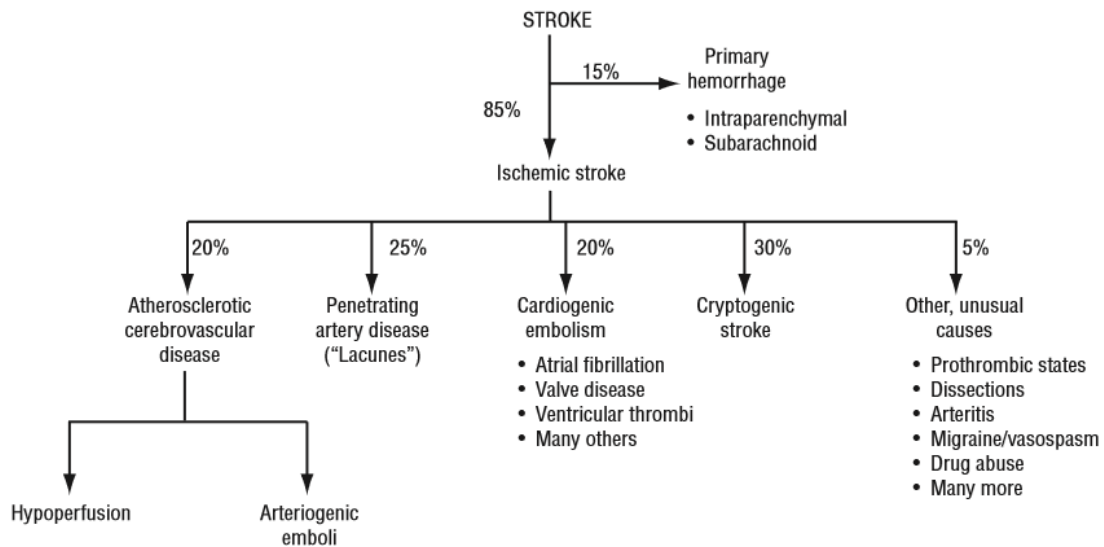 STROKE
15%
Primary
hemorrhage
• Intraparenchymal
• Subarachnoid
85%
Ischemic stroke
20%
25%
20%
30%
5%
Atherosclerotic
cerebrovascular
disease
Penetrating
artery disease
(“Lacunes”)
Cardiogenic
embolism
• Atrial fibrillation
• Valve disease
• Ventricular thrombi
• Many others
Cryptogenic
stroke
Other, unusual
causes
• Prothrombic states
• Dissections
• Arteritis
• Migraine/vasospasm
• Drug abuse
• Many more
Hypoperfusion
Arteriogenic
emboli